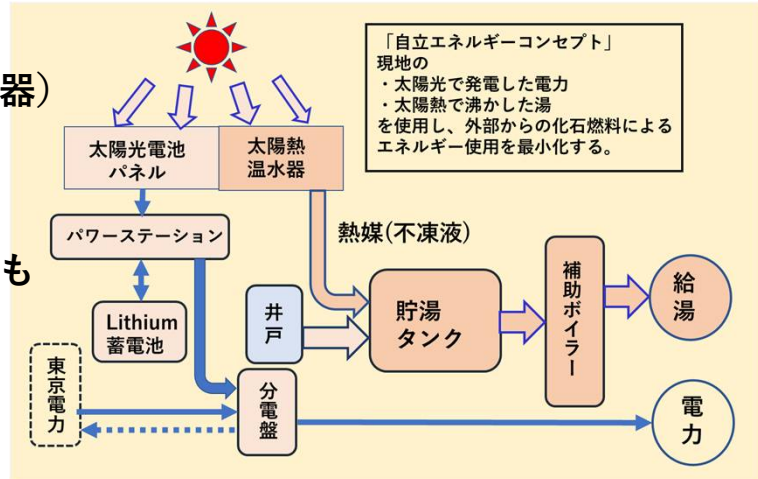 器）
も
「自立エネルギーコンセプト」
現地の
・太陽光で発電した電力
・太陽熱で沸かした湯
を使用し、外部からの化石燃料による
エネルギー使用を最小化する。
太陽光電池
パネル
太陽熱
温水器
パワーステーション
熱媒(不凍液)
Lithium
蓄電池
井戸
貯湯
タンク
補助ボイラー
給湯
東京電力
分電盤
電力